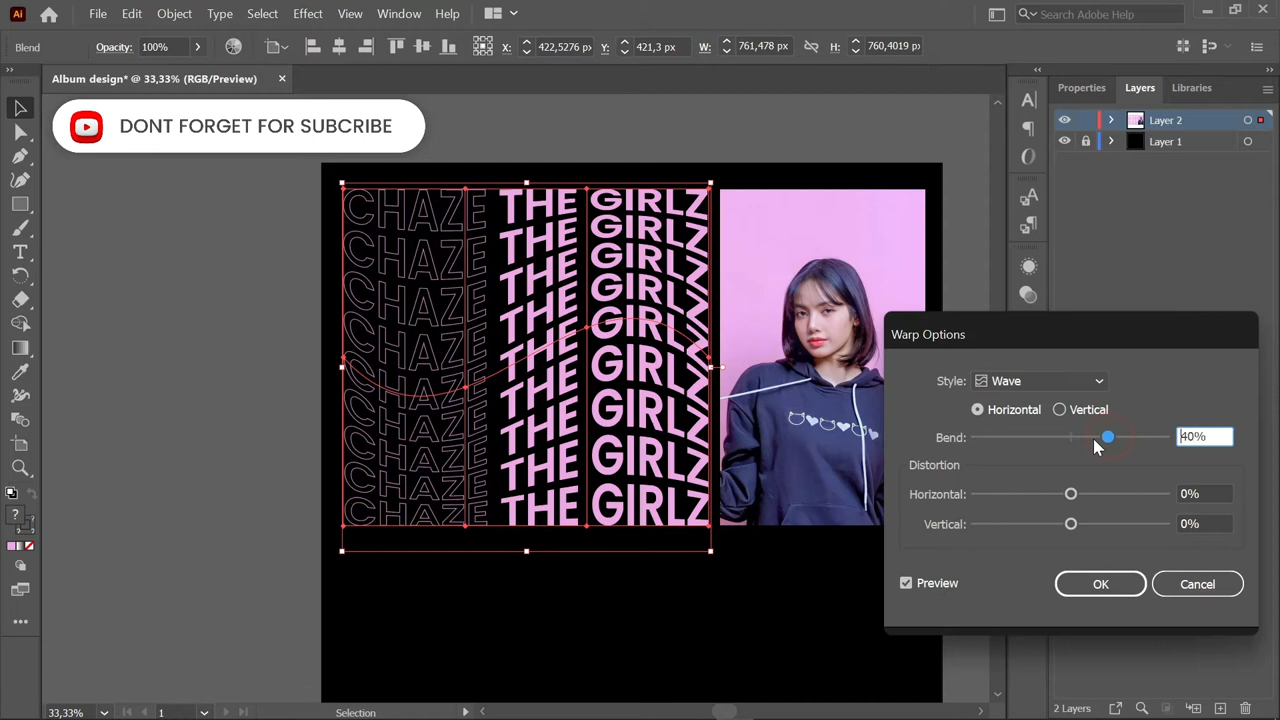 Ai File Edit Object Type Select Effect View Window Help Search Adobe Help
Blend Opacity: 100% X: 422,5276 px Y: 421,3 px W: 761,478 px H: 760,4019 px
Album design* @ 33,33% (RGB/Preview) ×
Properties Layers Libraries
DONT FORGET FOR SUBCRIBE
Layer 2
Layer 1
CHAZE THE GIRLZ
CHAZE THE GIRLZ
CHAZE THE GIRLZ
CHAZE THE GIRLZ
CHAZE THE GIRLZ
CHAZE THE GIRLZ
CHAZE THE GIRLZ
CHAZE THE GIRLZ
CHAZE THE GIRLZ
Warp Options
Style: Wave
Horizontal Vertical
Bend: 40%
Distortion
Horizontal: 0%
Vertical: 0%
Preview OK Cancel
33,33% 1 Selection 2 Layers